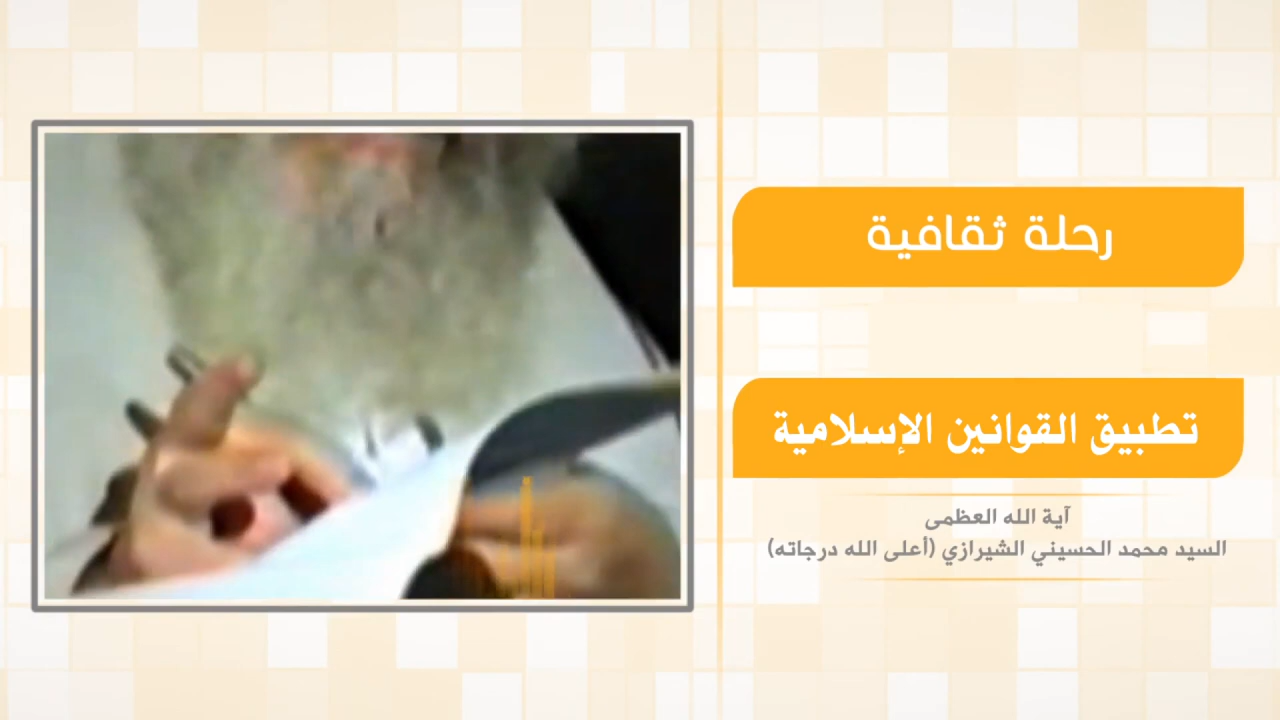 رحلة ثقافية
تطبيق القوانين الإسلامية
آية الله العظمى
السيد محمد الحسيني الشيرازي (أعلى الله درجاته)